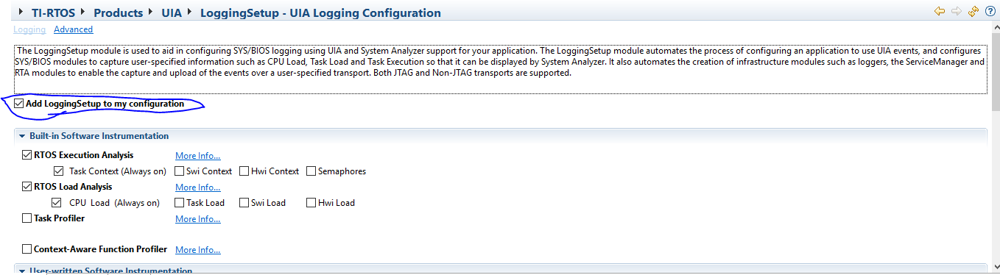 TI-RTOS Products UIA LoggingSetup - UIA Logging Configuration
Logging Advanced
The LoggingSetup module is used to aid in configuring SYS/BIOS logging using UIA and System Analyzer support for your application. The LoggingSetup module automates the process of configuring an application to use UIA events, and configures
SYS/BIOS modules to capture user-specified information such as CPU Load, Task Load and Task Execution so that it can be displayed by System Analyzer. It also automates the creation of infrastructure modules such as loggers, the ServiceManager and
RTA modules to enable the capture and upload of the events over a user-specified transport. Both JTAG and Non-JTAG transports are supported.
Add LoggingSetup to my configuration
Built-in Software Instrumentation
RTOS Execution Analysis More Info...
Task Context (Always on) Swi Context Hwi Context Semaphores
RTOS Load Analysis More Info...
CPU Load (Always on) Task Load Swi Load Hwi Load
Task Profiler More Info...
Context-Aware Function Profiler More Info...
User-written Software Instrumentation